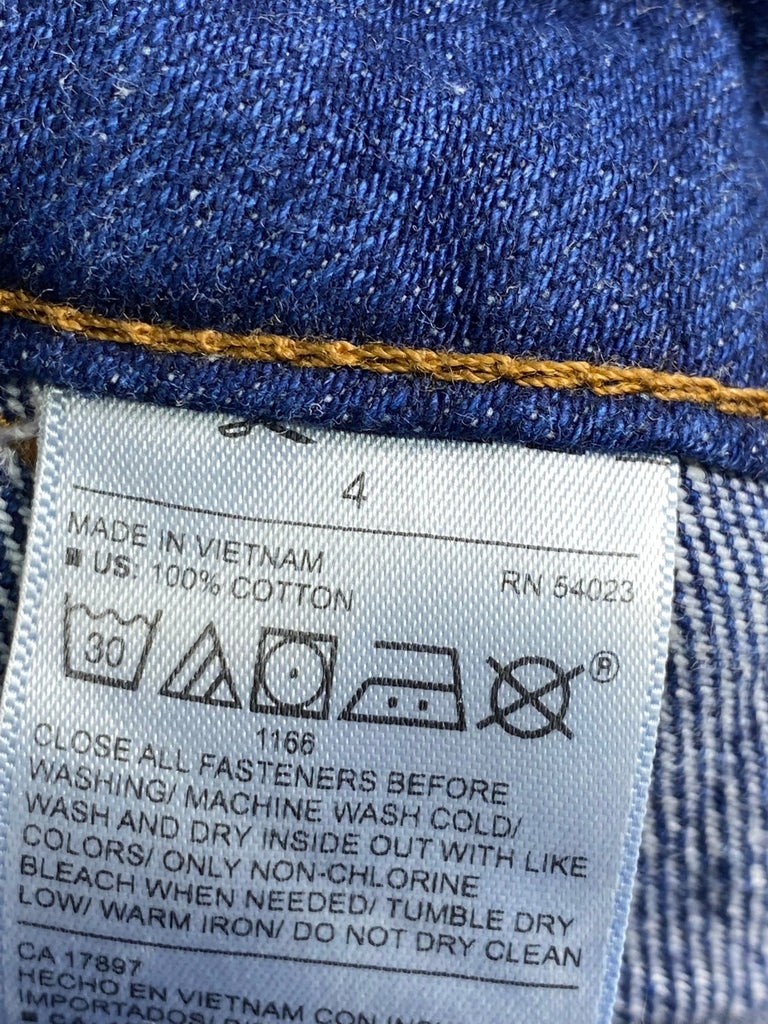 4
MADE IN VIETNAM
■ US: 100% COTTON
RN 54023
30
®
1166
CLOSE ALL FASTENERS BEFORE
WASHING/ MACHINE WASH COLD/
WASH AND DRY INSIDE OUT WITH LIKE
COLORS/ ONLY NON-CHLORINE
BLEACH WHEN NEEDED/ TUMBLE DRY
LOW/ WARM IRON/ DO NOT DRY CLEAN
CA 17897
HECHO EN VIETNAM CON
IMPORTADOS/